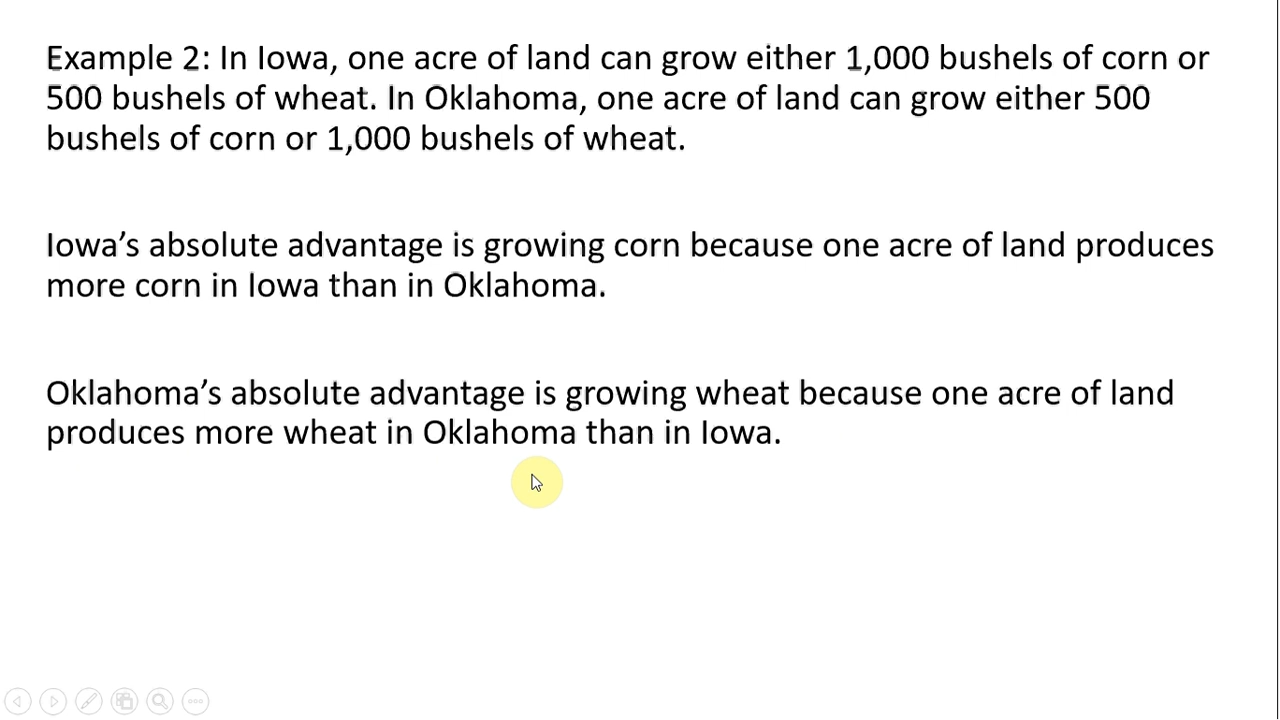 Example 2: In Iowa, one acre of land can grow either 1,000 bushels of corn or
500 bushels of wheat. In Oklahoma, one acre of land can grow either 500
bushels of corn or 1,000 bushels of wheat.
Iowa’s absolute advantage is growing corn because one acre of land produces
more corn in Iowa than in Oklahoma.
Oklahoma’s absolute advantage is growing wheat because one acre of land
produces more wheat in Oklahoma than in Iowa.